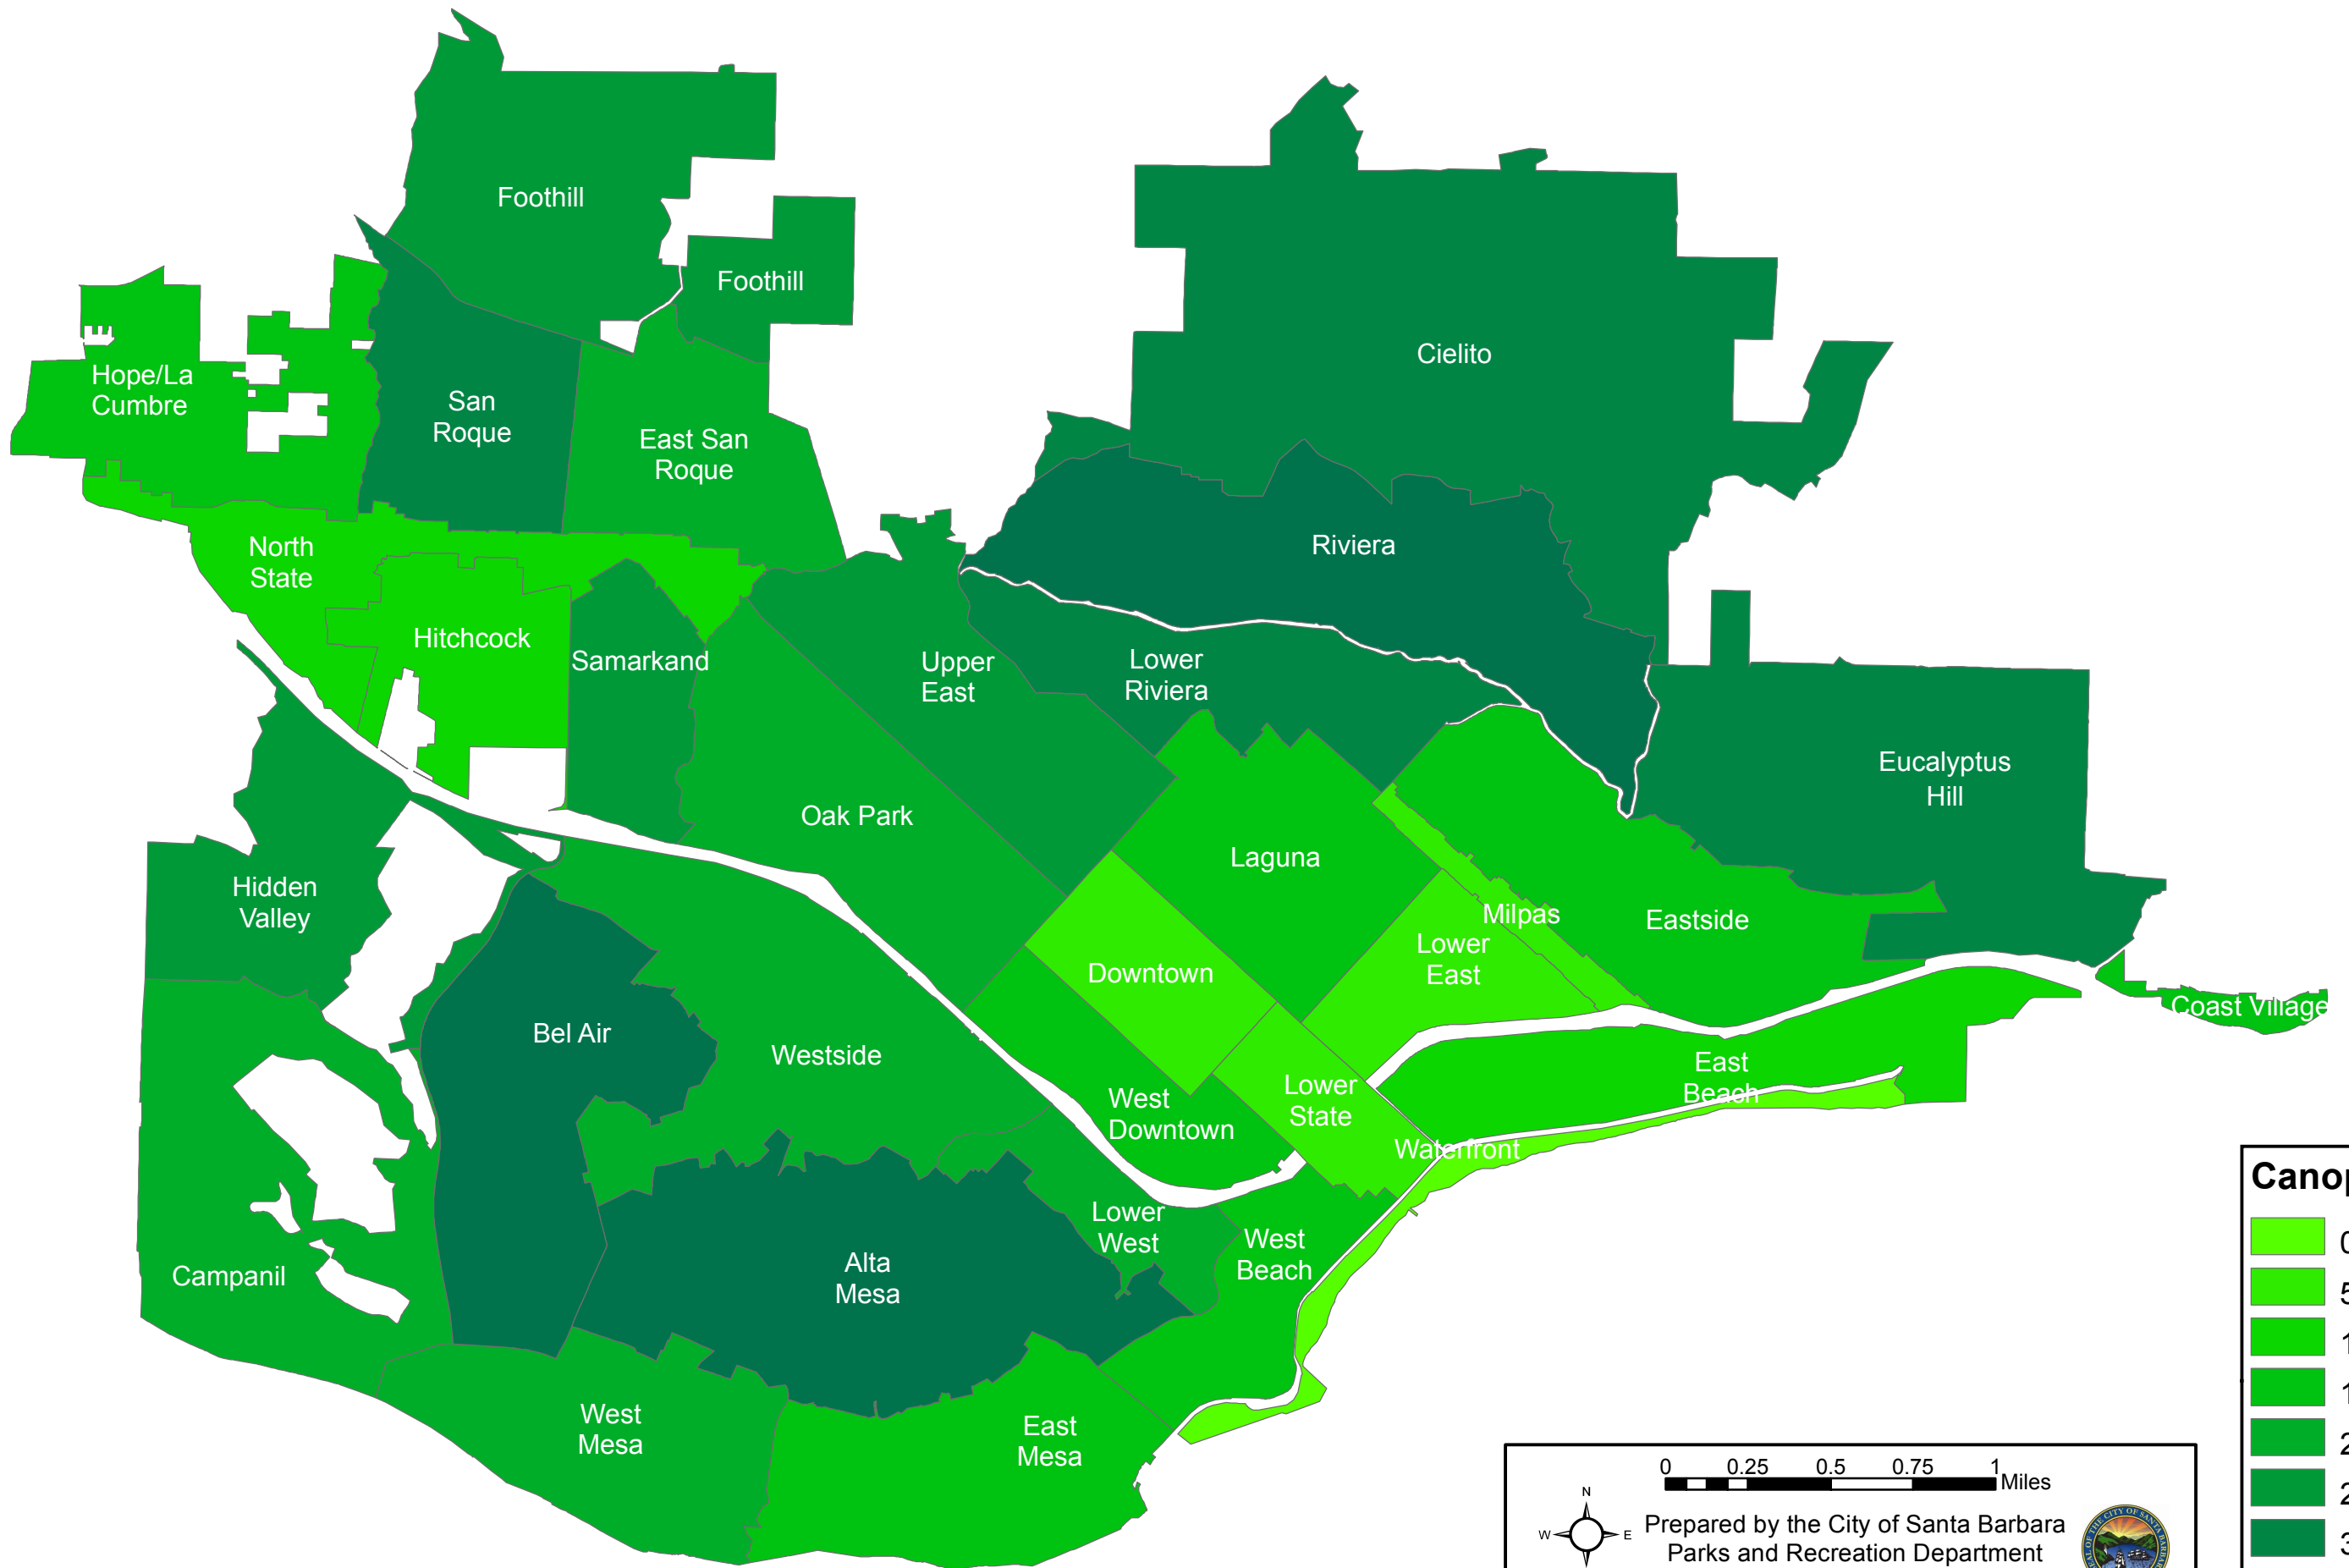 Foothill
Foothill
Cielito
Hope/La
Cumbre
San
Roque
East San
Roque
North
State
Riviera
Hitchcock
Samarkand
Upper
East
Lower
Riviera
Eucalyptus
Hill
Oak Park
Laguna
Hidden
Valley
Milpas
Eastside
Lower
East
Downtown
Coast Village
Bel Air
Westside
East
Beach
Lower
State
West
Downtown
Waterfront
Lower
West
West
Beach
Campanil
Alta
Mesa
West
Mesa
East
Mesa
0 0.25 0.5 0.75 1
Miles
N
W E
Prepared by the City of Santa Barbara
Parks and Recreation Department